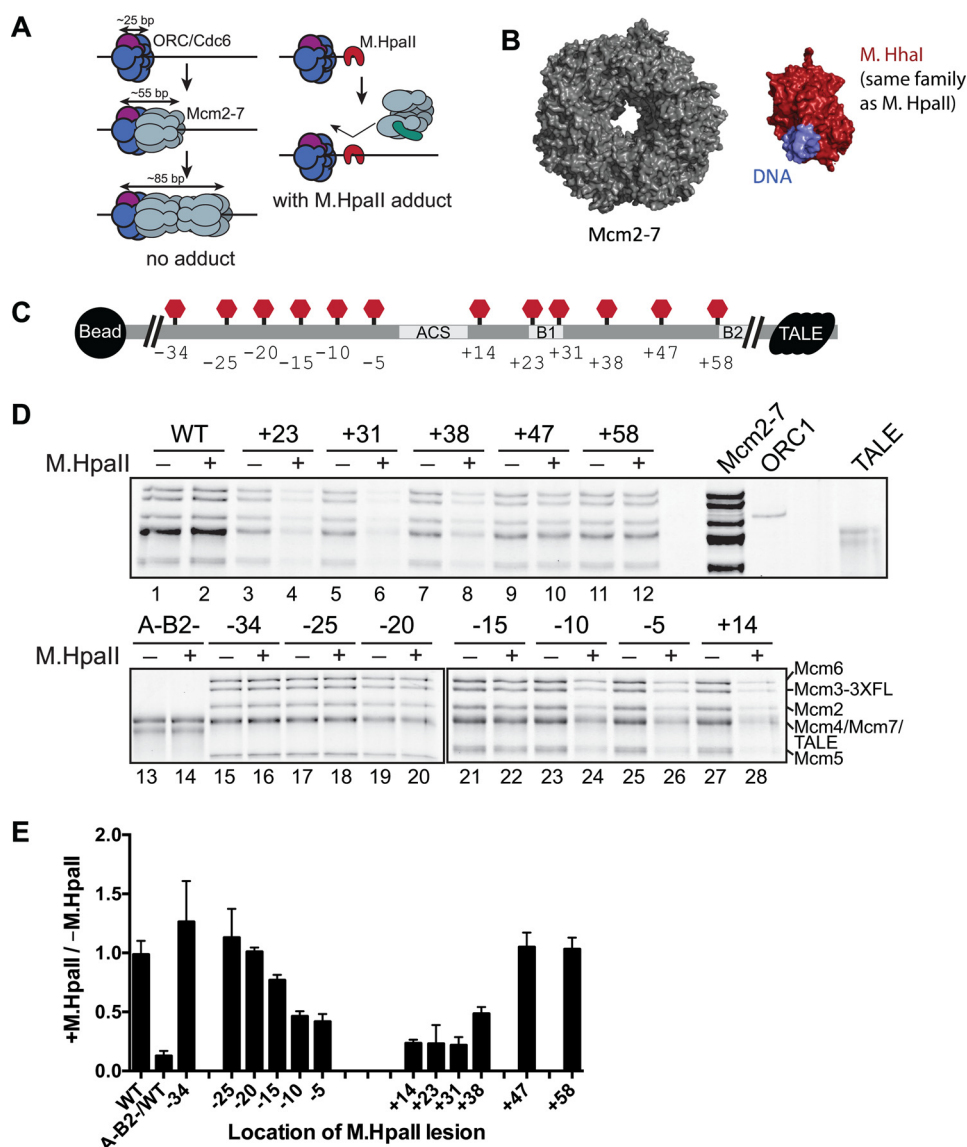 A
~25 bp
ORC/Cdc6
~55 bp
Mcm2-7
~85 bp
no adduct
M.HpaII
with M.HpaII adduct
B
Mcm2-7
M. HhaI
(same family
as M. HpaII)
DNA
C
Bead
ACS
B1
B2
TALE
-34
-25
-20
-15
-10
-5
+14
+23
+31
+38
+47
+58
D
WT +23 +31 +38 +47 +58 Mcm2-7 ORC1 TALE
M.HpaII – + – + – + – + – + – +
1 2 3 4 5 6 7 8 9 10 11 12
A-B2- -34 -25 -20 -15 -10 -5 +14
M.HpaII – + – + – + – + – + – + – + – +
Mcm6
Mcm3-3XFL
Mcm2
Mcm4/Mcm7/
TALE
Mcm5
13 14 15 16 17 18 19 20 21 22 23 24 25 26 27 28
E
+M.HpaII / –M.HpaII
2.0
1.5
1.0
0.5
0.0
WT A-B2-/WT -34 -25 -20 -15 -10 -5 +14 +23 +31 +38 +47 +58
Location of M.HpaII lesion